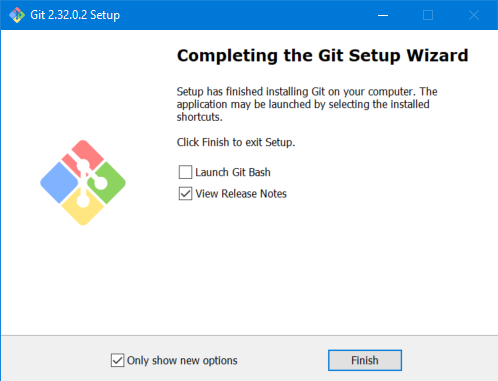 Git 2.32.0.2 Setup
Completing the Git Setup Wizard
Setup has finished installing Git on your computer. The
application may be launched by selecting the installed
shortcuts.
Click Finish to exit Setup.
Launch Git Bash
View Release Notes
Only show new options
Finish